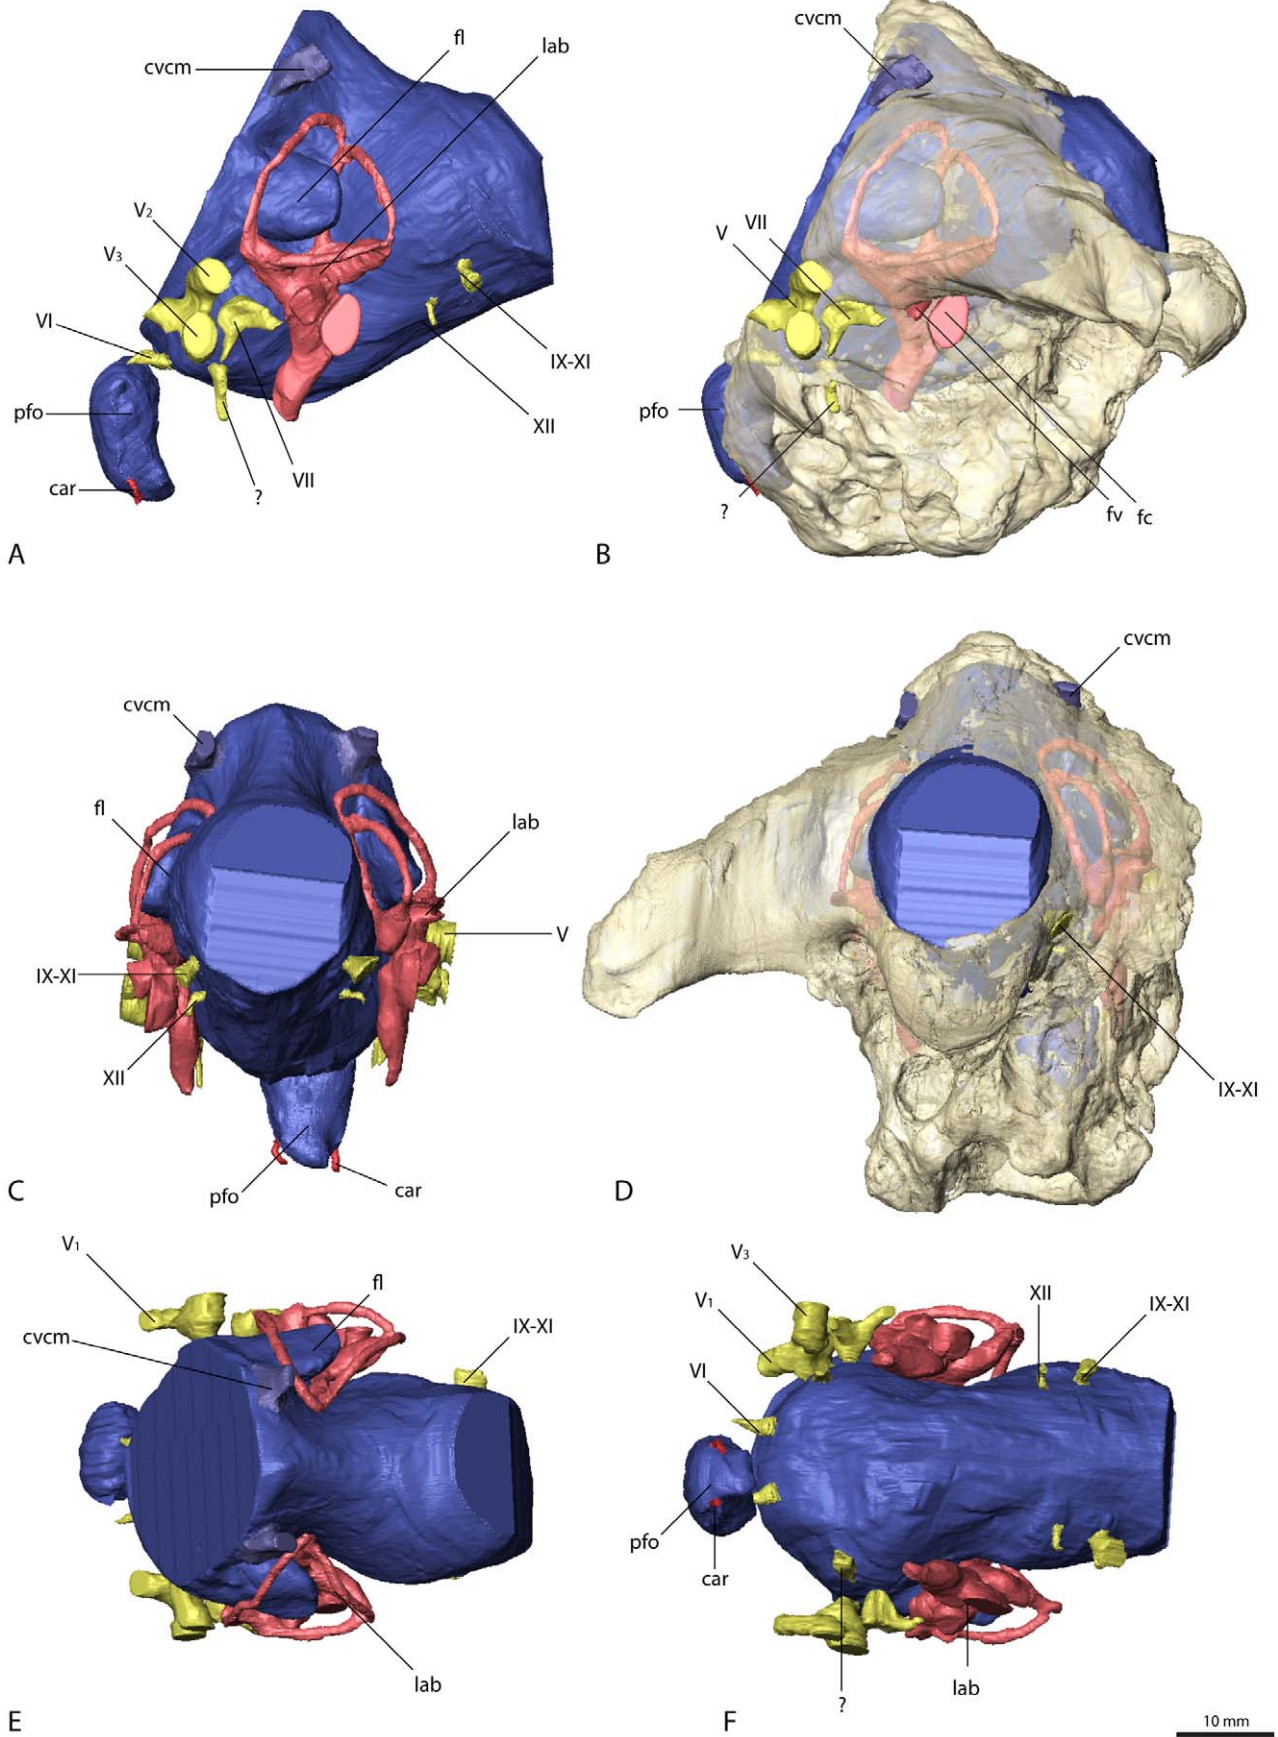 cvcm
fl
lab
V2
V3
VI
pfo
car
?
VII
XII
IX-XI
A
cvcm
VII
V
pfo
?
fv
fc
B
cvcm
fl
lab
V
IX-XI
XII
pfo
car
C
cvcm
IX-XI
D
V1
fl
cvcm
IX-XI
lab
E
V3
V1
VI
XII
IX-XI
pfo
car
?
lab
F
10 mm